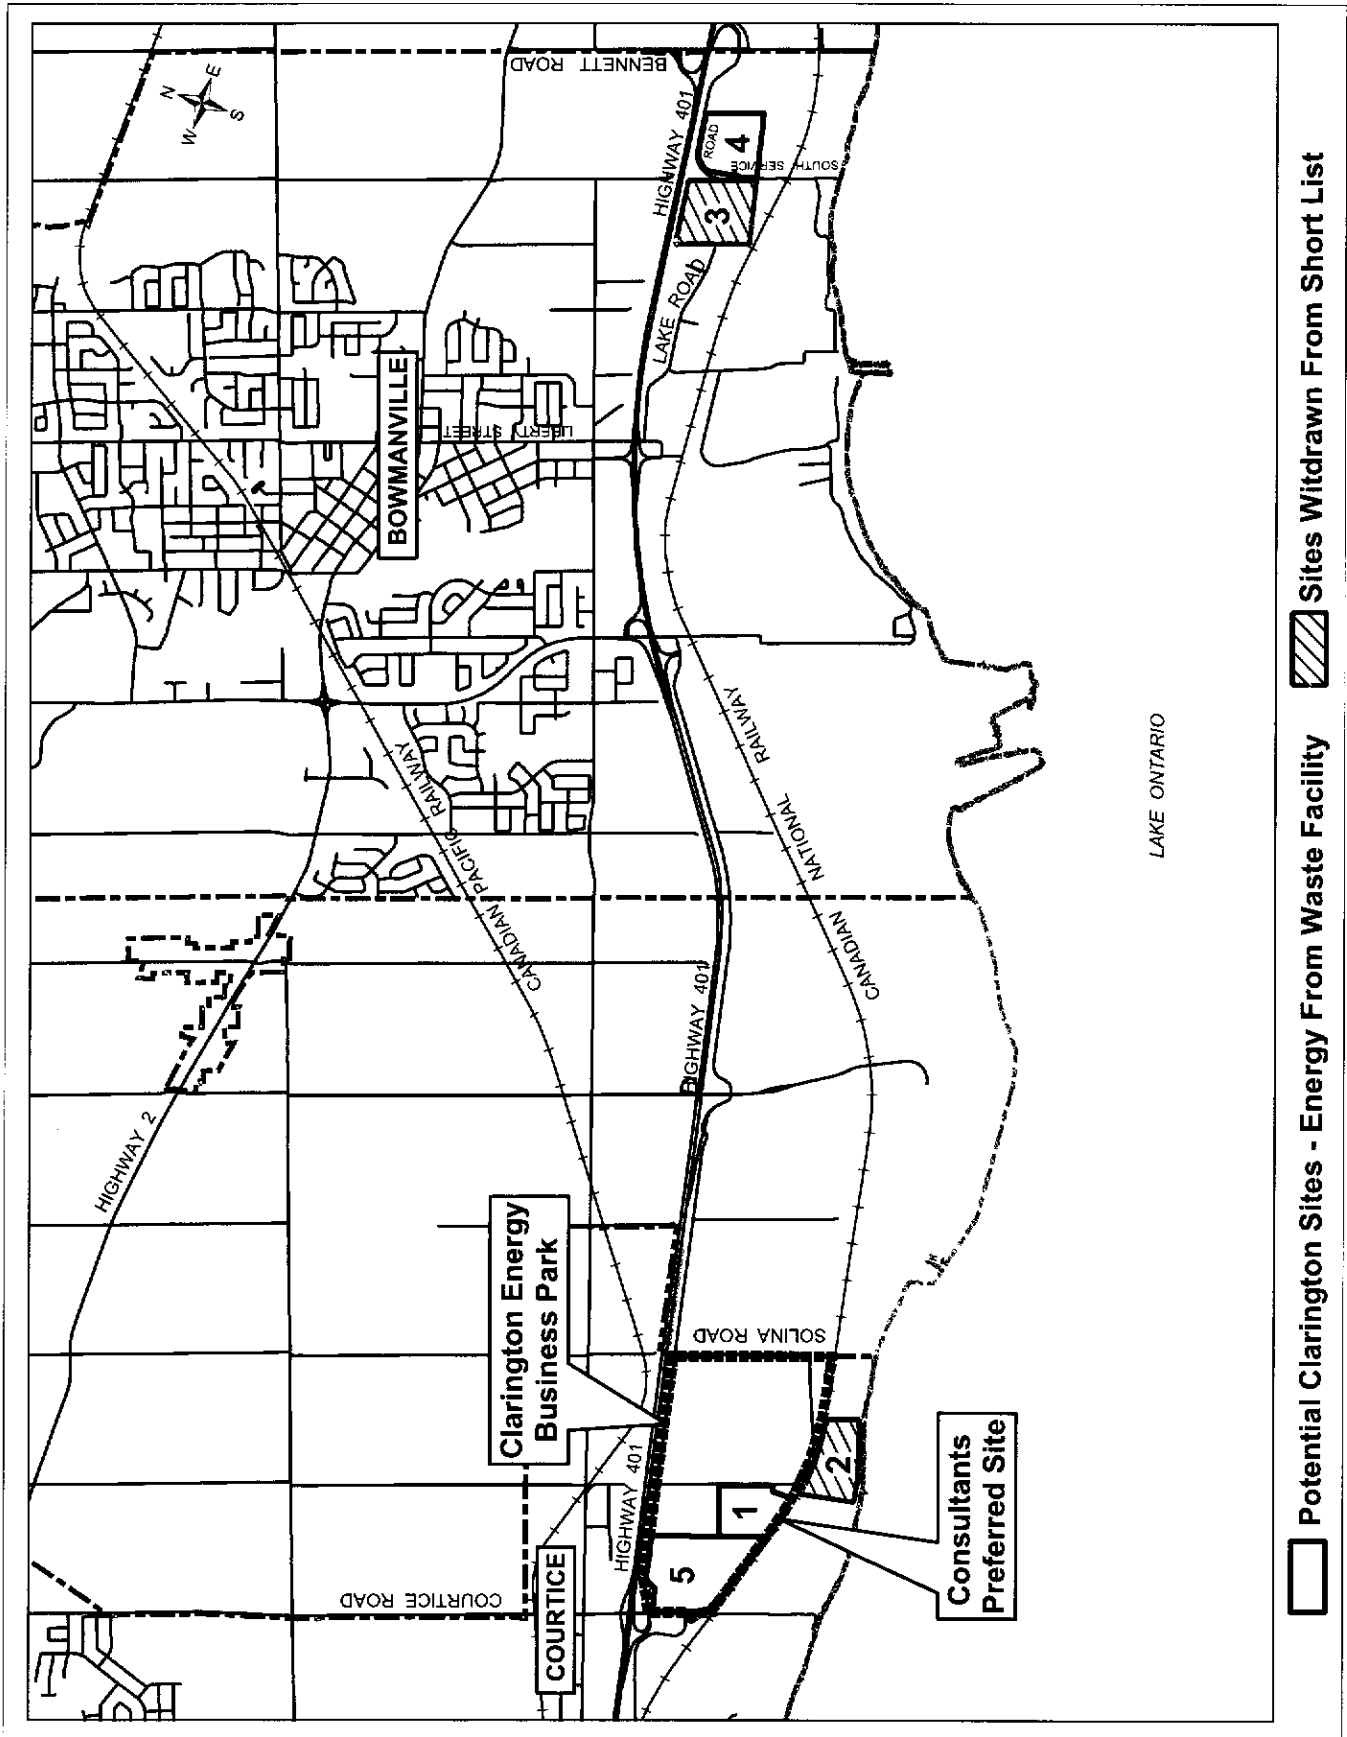 N
E
S
W
BENNETT ROAD
HIGHWAY 401
SOUTH SERVICE
ROAD
4
3
LAKE ROAD
BOWMANVILLE
LIBERTY STREET
CANADIAN PACIFIC RAILWAY
CANADIAN NATIONAL RAILWAY
HIGHWAY 2
HIGHWAY 401
LAKE ONTARIO
Clarington Energy
Business Park
SOLINA ROAD
HIGHWAY 401
COURTICE ROAD
COURTICE
5
1
2
Consultants
Preferred Site
Potential Clarington Sites - Energy From Waste Facility
Sites Witdrawn From Short List